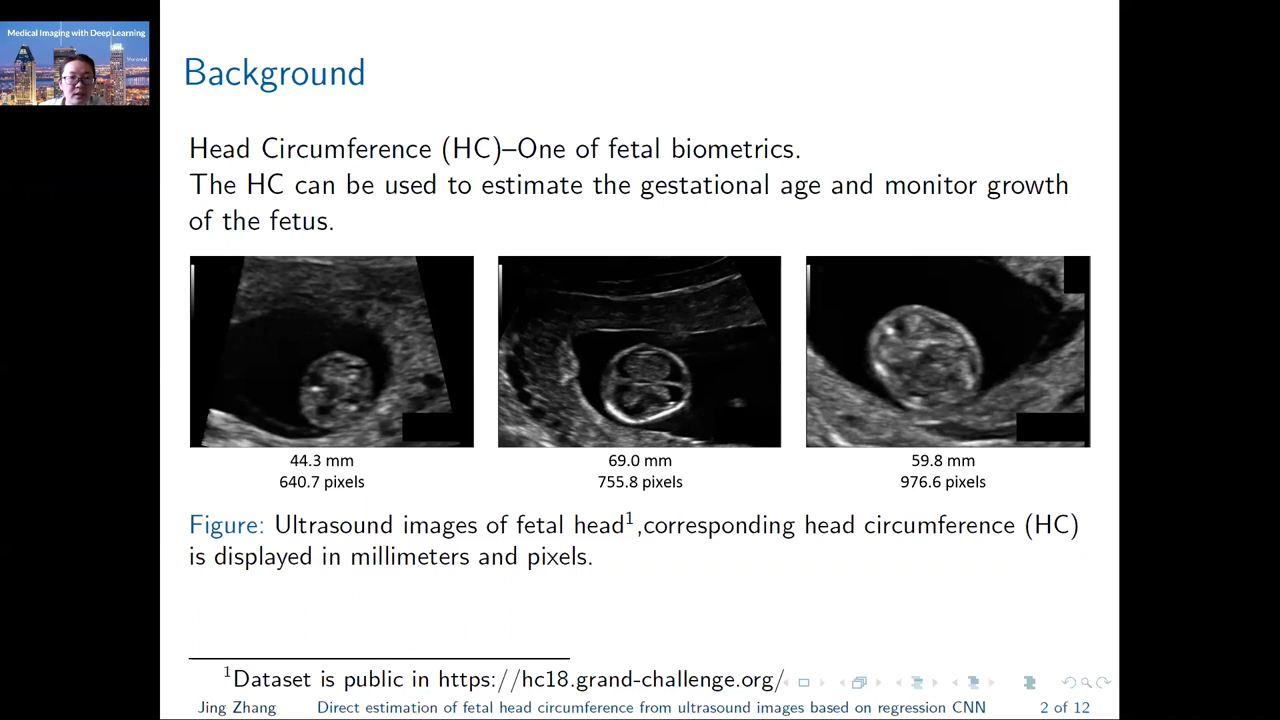 Medical Imaging with Deep Learning
Montréal
Background
Head Circumference (HC)–One of fetal biometrics.
The HC can be used to estimate the gestational age and monitor growth
of the fetus.
44.3 mm
640.7 pixels
69.0 mm
755.8 pixels
59.8 mm
976.6 pixels
Figure: Ultrasound images of fetal head¹,corresponding head circumference (HC)
is displayed in millimeters and pixels.
¹Dataset is public in https://hc18.grand-challenge.org/
Jing Zhang Direct estimation of fetal head circumference from ultrasound images based on regression CNN 2 of 12